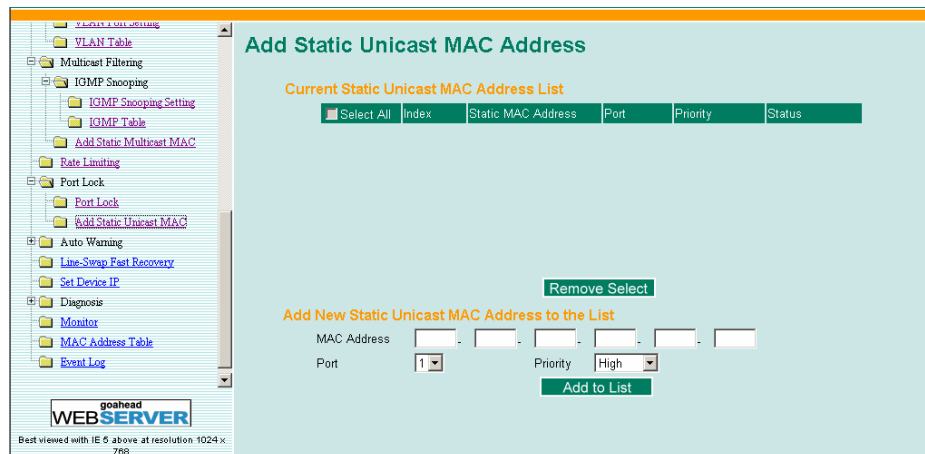 VLAN Port Setting
VLAN Table
Multicast Filtering
IGMP Snooping
IGMP Snooping Setting
IGMP Table
Add Static Multicast MAC
Rate Limiting
Port Lock
Port Lock
Add Static Unicast MAC
Auto Warning
Line-Swap Fast Recovery
Set Device IP
Diagnosis
Monitor
MAC Address Table
Event Log
goahead
WEBSERVER
Best viewed with IE 5 above at resolution 1024 x
768
Add Static Unicast MAC Address
Current Static Unicast MAC Address List
Select All Index Static MAC Address Port Priority Status
Remove Select
Add New Static Unicast MAC Address to the List
MAC Address - - - - -
Port 1 Priority High
Add to List